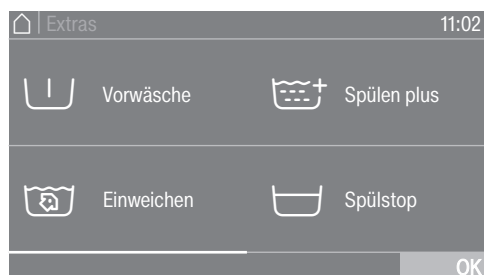 Extras 11:02
Vorwäsche Spülen plus
Einweichen Spülstop
OK